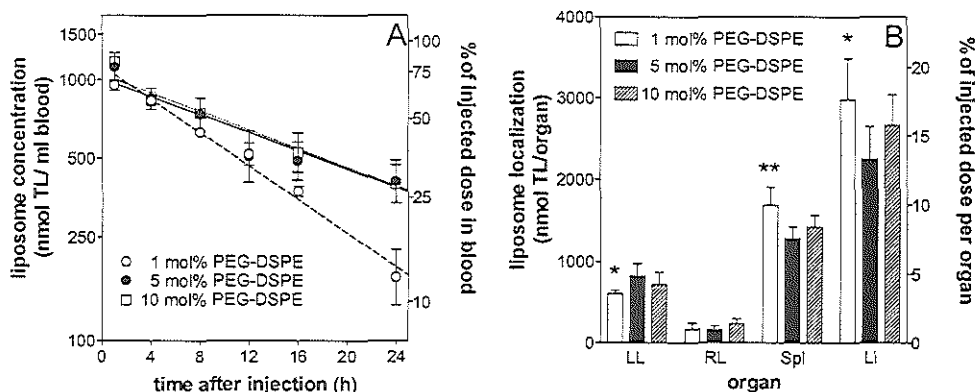 A
liposome concentration
(nmol TL/ ml blood)
1500
1000
500
250
100
100
75
50
25
10
% of injected dose in blood
1 mol% PEG-DSPE
5 mol% PEG-DSPE
10 mol% PEG-DSPE
0 4 8 12 16 20 24
time after injection (h)
B
liposome localization
(nmol TL/organ)
4000
3000
2000
1000
0
20
15
10
5
0
% of injected dose per organ
1 mol% PEG-DSPE
5 mol% PEG-DSPE
10 mol% PEG-DSPE
*
**
*
LL RL Spl Li
organ